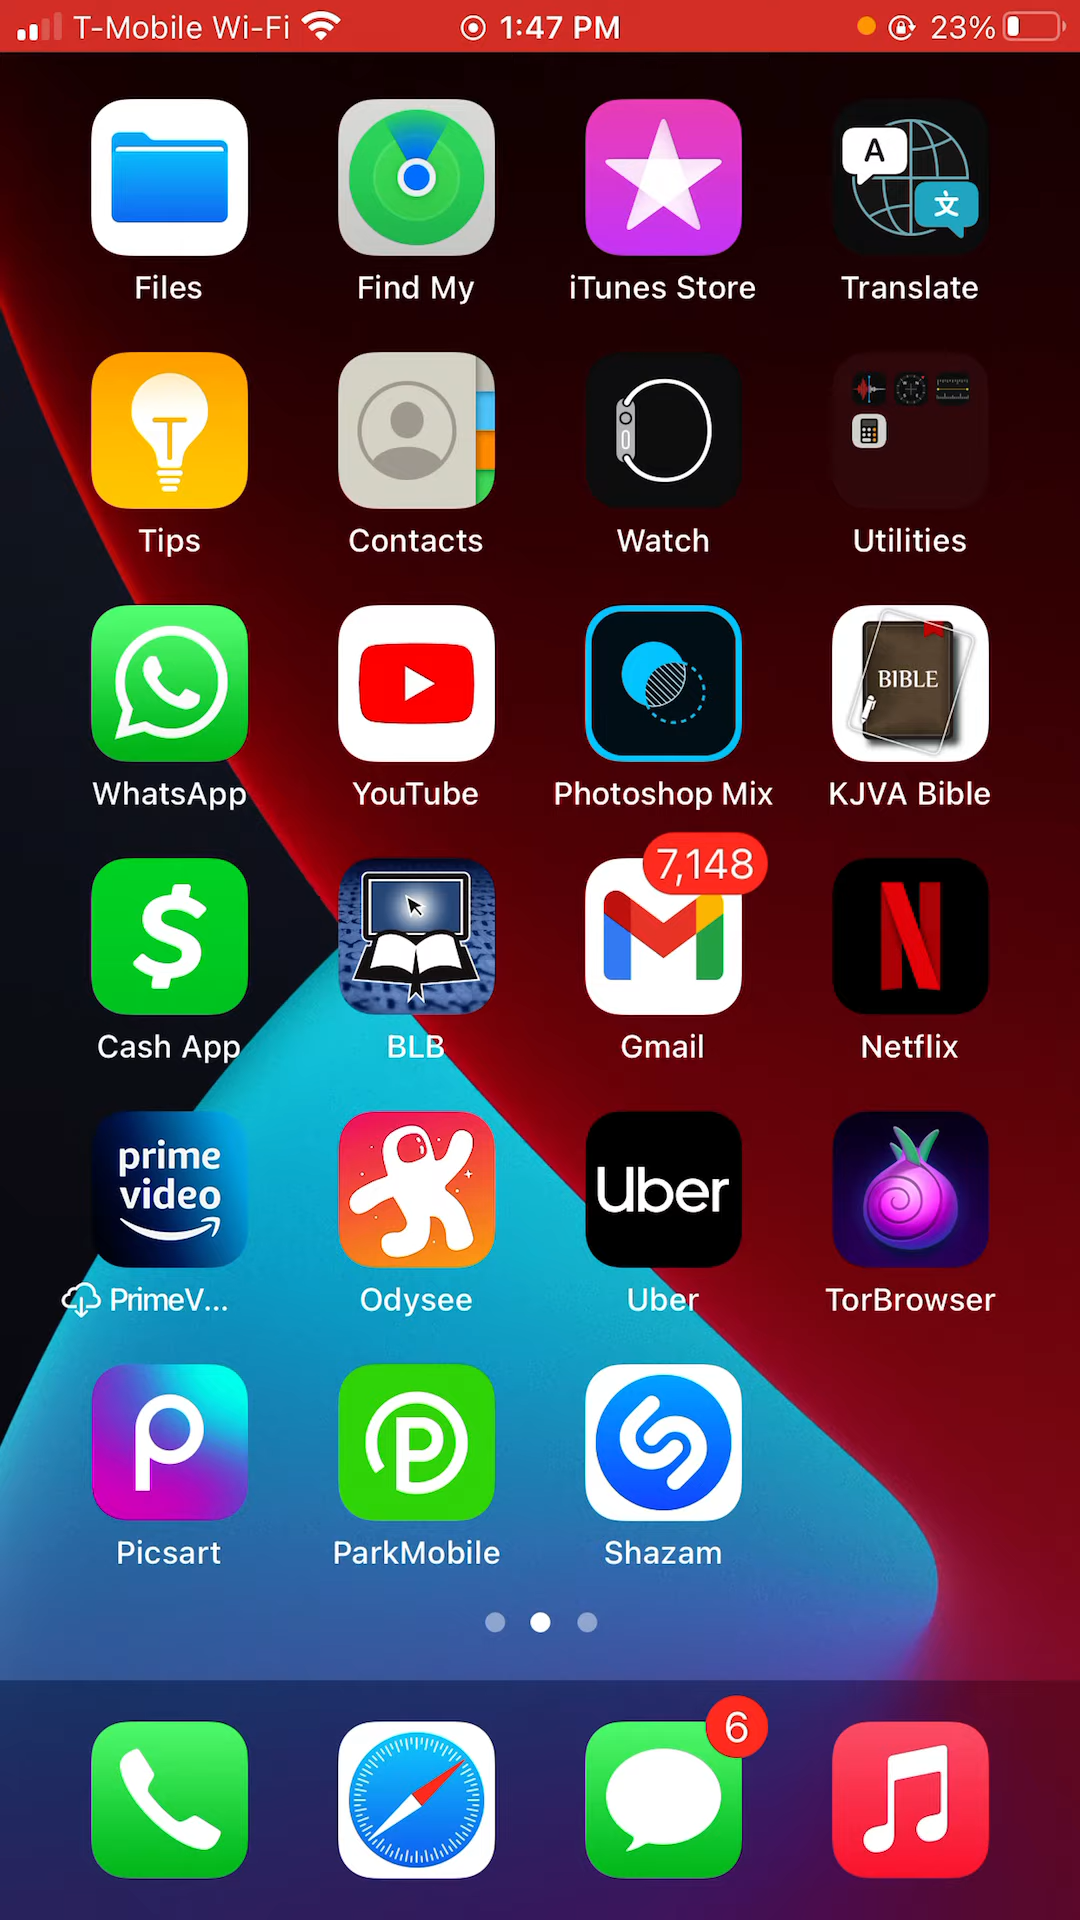 T-Mobile Wi-Fi 1:47 PM 23%
A 文
Files Find My iTunes Store Translate
Tips Contacts Watch Utilities
BIBLE
WhatsApp YouTube Photoshop Mix KJVA Bible
7,148
$
Cash App BLB Gmail Netflix
prime
video
Uber
PrimeV... Odysee Uber TorBrowser
Picsart ParkMobile Shazam
6